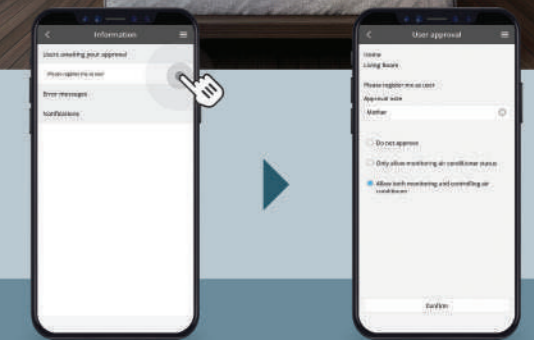 Information
Users awaiting your approval
Please register me as user
Error messages
Notifications
User approval
Home
Living Room
Please register me as user
Approval note
Mother
Do not approve
Only allow monitoring air conditioner status
Allow both monitoring and controlling air
conditioner
Confirm